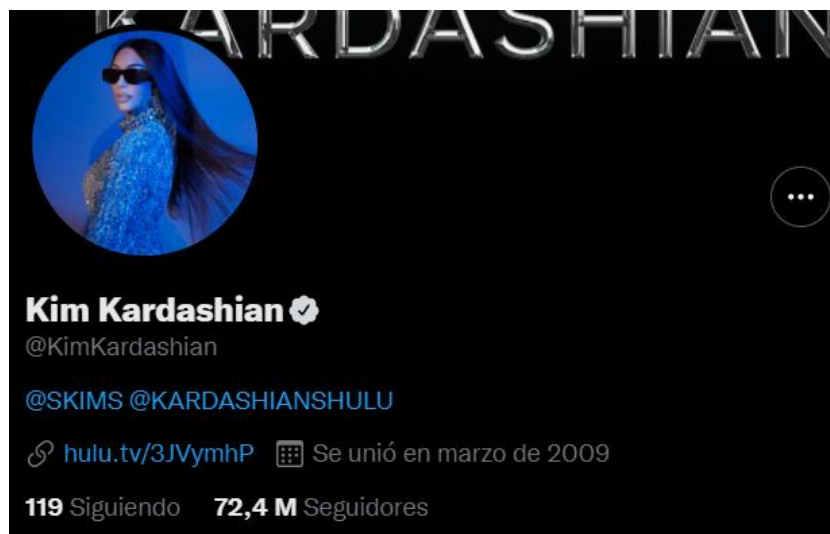 KARDASHIAN
Kim Kardashian
@KimKardashian
@SKIMS @KARDASHIANSHULU
hulu.tv/3JVymhP Se unió en marzo de 2009
119 Siguiendo 72,4 M Seguidores